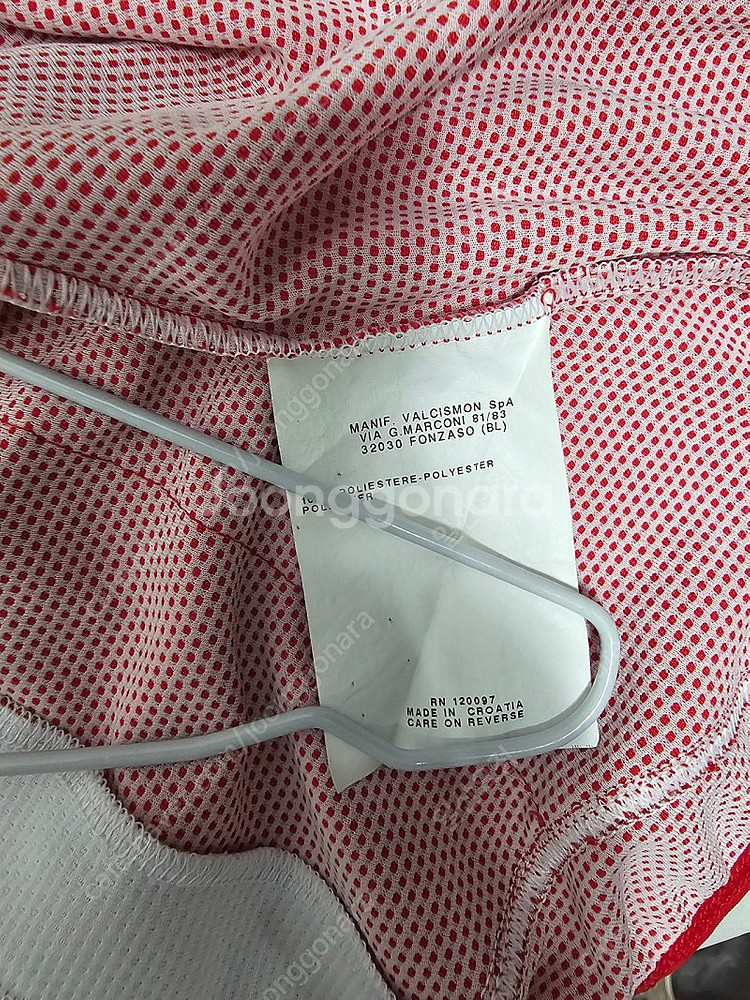 MANIF. VALCISMON SpA
VIA G.MARCONI 81/83
32030 FONZASO (BL)
POLIESTERE-POLYESTER
RN 120097
MADE IN CROATIA
CARE ON REVERSE
Joonggonara